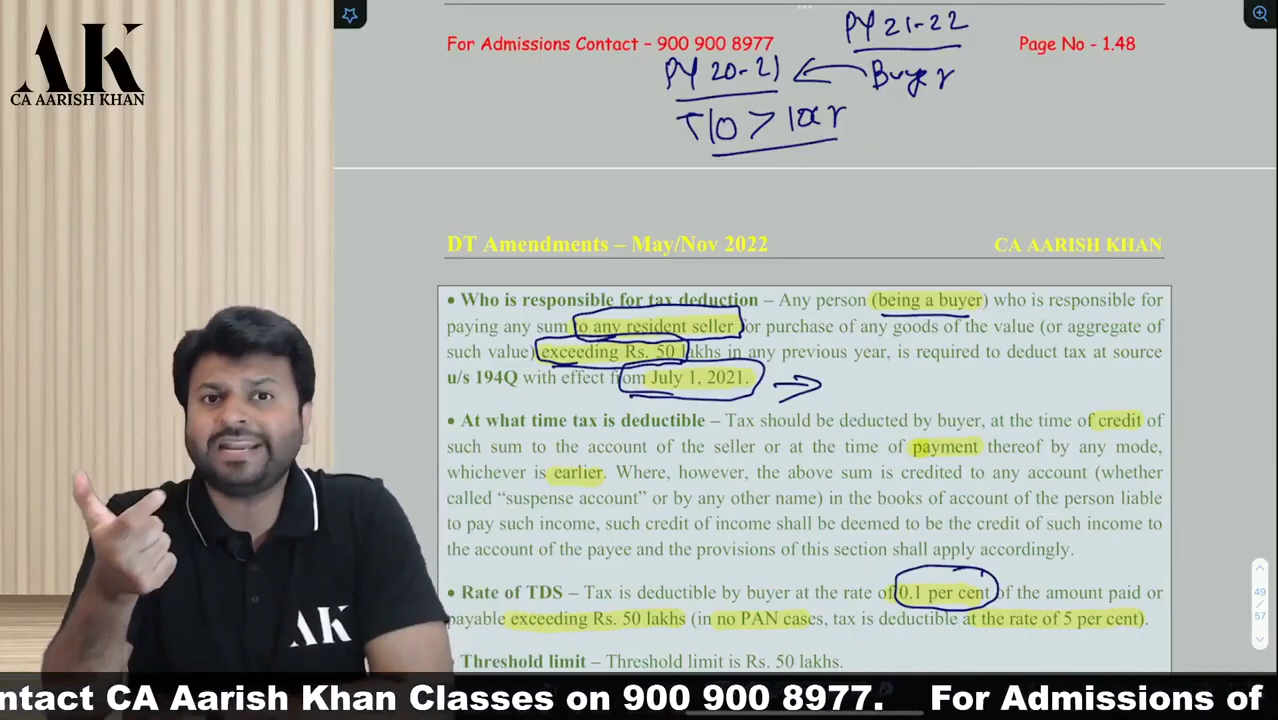 AK
CA AARISH KHAN
For Admissions Contact – 900 900 8977
Page No - 1.48
PY 21-22
Buyer
PY 20-21
T/O > 10cr
DT Amendments – May/Nov 2022
CA AARISH KHAN
• Who is responsible for tax deduction – Any person (being a buyer) who is responsible for
paying any sum to any resident seller for purchase of any goods of the value (or aggregate of
such value) exceeding Rs. 50 lakhs in any previous year, is required to deduct tax at source
u/s 194Q with effect from July 1, 2021.
• At what time tax is deductible – Tax should be deducted by buyer, at the time of credit of
such sum to the account of the seller or at the time of payment thereof by any mode,
whichever is earlier. Where, however, the above sum is credited to any account (whether
called “suspense account” or by any other name) in the books of account of the person liable
to pay such income, such credit of income shall be deemed to be the credit of such income to
the account of the payee and the provisions of this section shall apply accordingly.
• Rate of TDS – Tax is deductible by buyer at the rate of 0.1 per cent of the amount paid or
payable exceeding Rs. 50 lakhs (in no PAN cases, tax is deductible at the rate of 5 per cent).
• Threshold limit – Threshold limit is Rs. 50 lakhs.
49
/
57
AK
ontact CA Aarish Khan Classes on 900 900 8977. For Admissions of